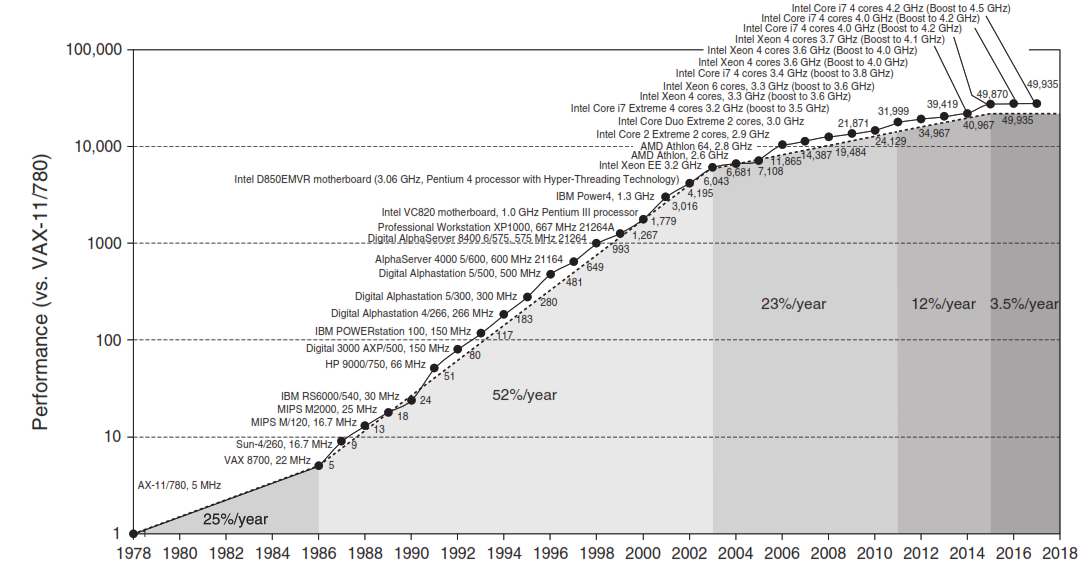 Intel Core i7 4 cores 4.2 GHz (Boost to 4.5 GHz)
Intel Core i7 4 cores 4.0 GHz (Boost to 4.2 GHz)
Intel Core i7 4 cores 4.0 GHz (Boost to 4.2 GHz)
Intel Xeon 4 cores 3.7 GHz (Boost to 4.1 GHz)
Intel Xeon 4 cores 3.6 GHz (Boost to 4.0 GHz)
Intel Xeon 4 cores 3.6 GHz (Boost to 4.0 GHz)
Intel Core i7 4 cores 3.4 GHz (boost to 3.8 GHz)
Intel Xeon 6 cores, 3.3 GHz (boost to 3.6 GHz)
Intel Xeon 4 cores, 3.3 GHz (boost to 3.6 GHz)
Intel Core i7 Extreme 4 cores 3.2 GHz (boost to 3.5 GHz)
Intel Core Duo Extreme 2 cores, 3.0 GHz
Intel Core 2 Extreme 2 cores, 2.9 GHz
AMD Athlon 64, 2.8 GHz
AMD Athlon, 2.6 GHz
Intel Xeon EE 3.2 GHz
Intel D850EMVR motherboard (3.06 GHz, Pentium 4 processor with Hyper-Threading Technology)
IBM Power4, 1.3 GHz
Intel VC820 motherboard, 1.0 GHz Pentium III processor
Professional Workstation XP1000, 667 MHz 21264A
Digital AlphaServer 8400 6/575, 575 MHz 21264
AlphaServer 4000 5/600, 600 MHz 21164
Digital Alphastation 5/500, 500 MHz
Digital Alphastation 5/300, 300 MHz
Digital Alphastation 4/266, 266 MHz
IBM POWERstation 100, 150 MHz
Digital 3000 AXP/500, 150 MHz
HP 9000/750, 66 MHz
IBM RS6000/540, 30 MHz
MIPS M2000, 25 MHz
MIPS M/120, 16.7 MHz
Sun-4/260, 16.7 MHz
VAX 8700, 22 MHz
AX-11/780, 5 MHz
49,935
49,935
49,870
40,967
39,419
34,967
31,999
24,129
21,871
19,484
14,387
11,865
7,108
6,681
6,043
4,195
3,016
1,779
1,267
993
649
481
280
183
117
80
51
24
18
13
9
5
25%/year
52%/year
23%/year
12%/year
3.5%/year
Performance (vs. VAX-11/780)
100,000
10,000
1000
100
10
1
1978 1980 1982 1984 1986 1988 1990 1992 1994 1996 1998 2000 2002 2004 2006 2008 2010 2012 2014 2016 2018